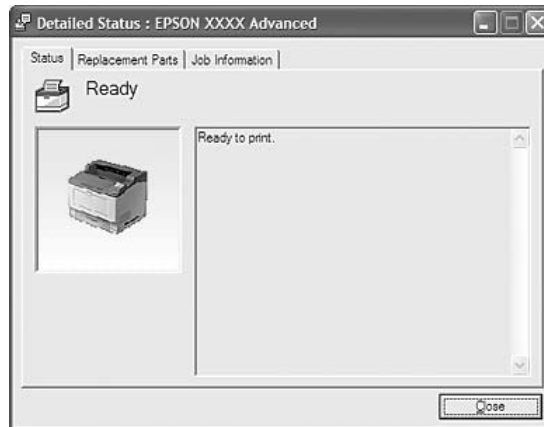 Detailed Status : EPSON XXXX Advanced
Status Replacement Parts Job Information
Ready
Ready to print.
Close